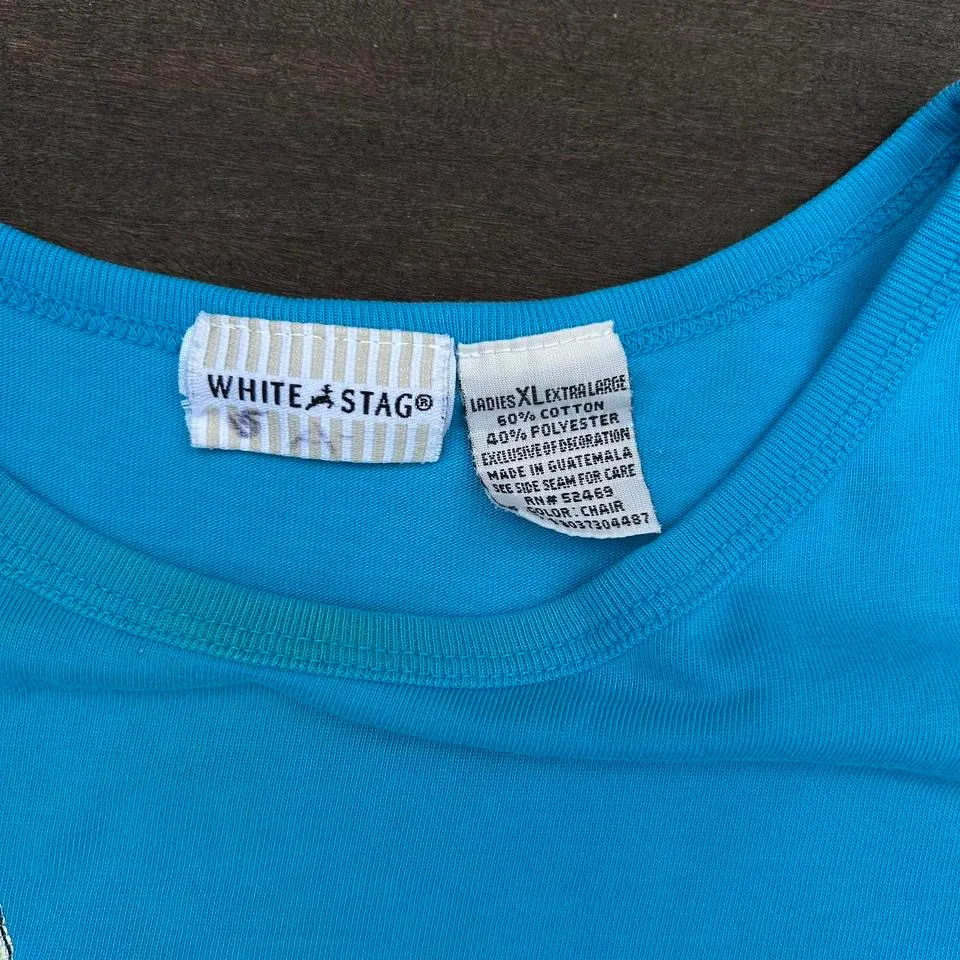 WHITE STAG®
LADIES XL EXTRA LARGE
60% COTTON
40% POLYESTER
EXCLUSIVE OF DECORATION
MADE IN GUATEMALA
SEE SIDE SEAM FOR CARE
RN# 52469
COLOR: CHAIR
13037304487